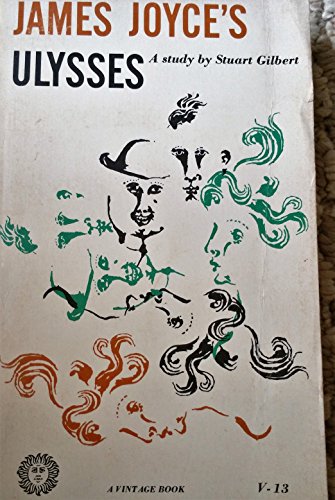 JAMES JOYCE'S
ULYSSES A study by Stuart Gilbert
A VINTAGE BOOK V-13